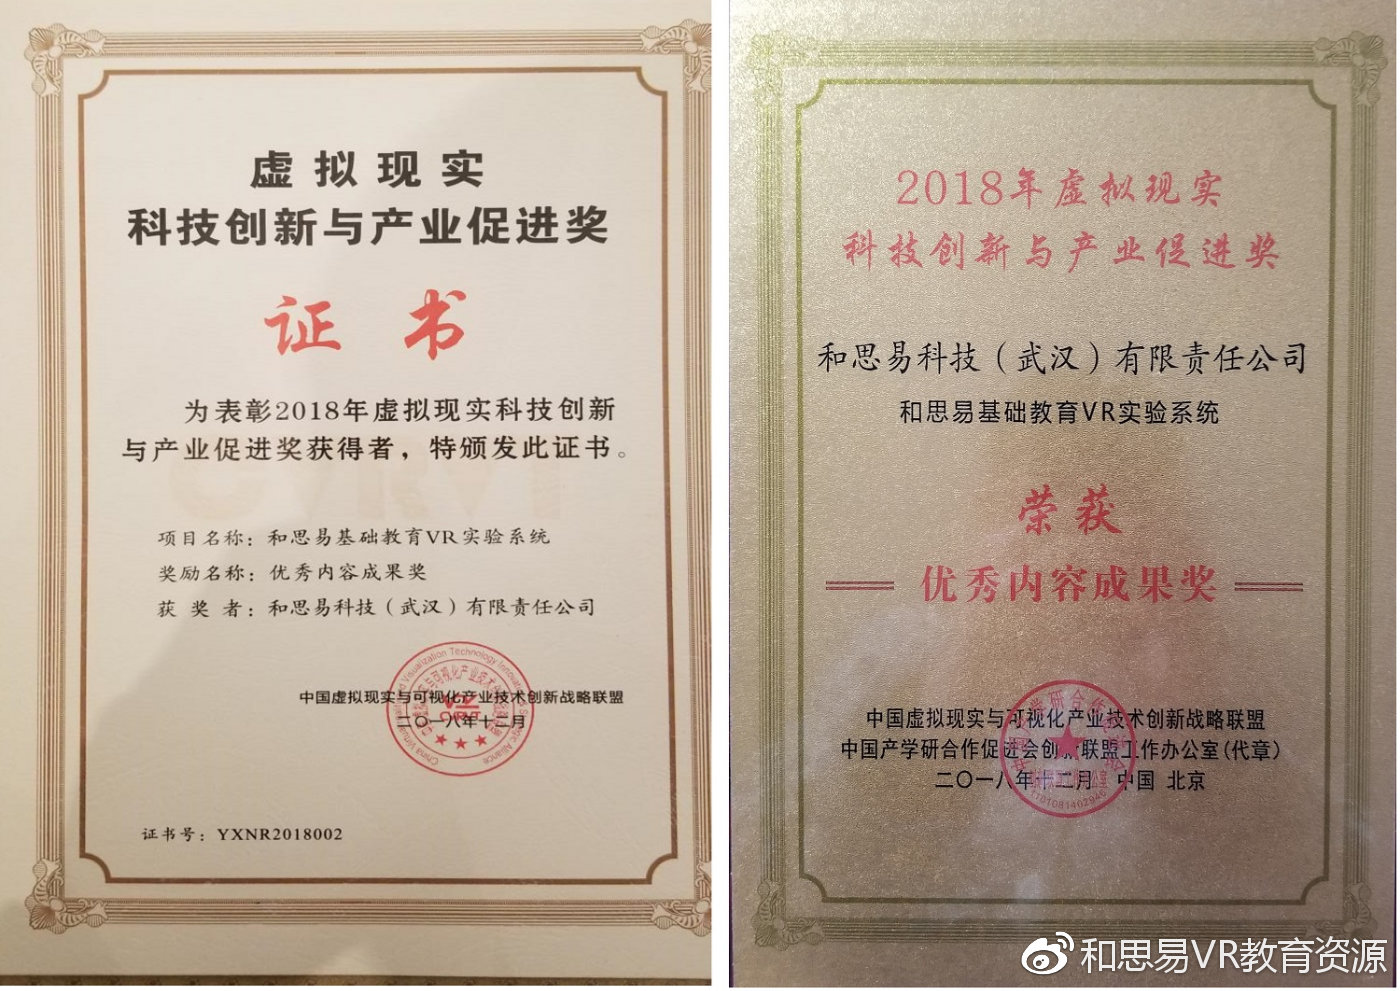 虚拟现实
科技创新与产业促进奖
证书
为表彰2018年虚拟现实科技创新
与产业促进奖获得者，特颁发此证书。
项目名称：和思易基础教育VR实验系统
奖励名称：优秀内容成果奖
获奖者：和思易科技（武汉）有限责任公司
中国虚拟现实与可视化产业技术创新战略联盟
二〇一八年十二月
证书号：YXNR2018002
2018年虚拟现实
科技创新与产业促进奖
和思易科技（武汉）有限责任公司
和思易基础教育VR实验系统
荣获
优秀内容成果奖
中国虚拟现实与可视化产业技术创新战略联盟
中国产学研合作促进会创新联盟工作办公室(代章)
二〇一八年十二月 中国 北京
和思易VR教育资源